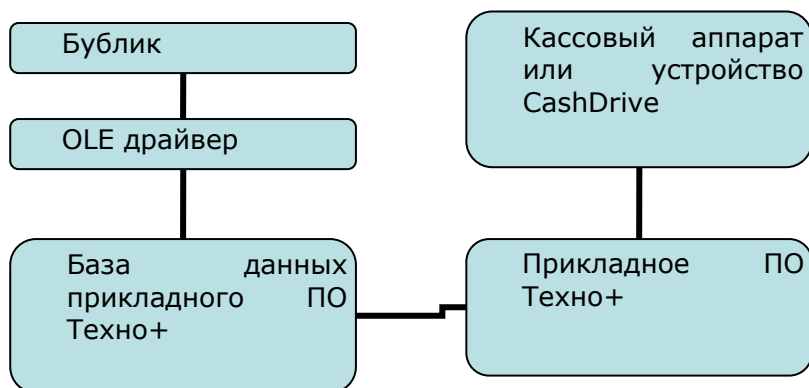 Бублик
OLE драйвер
База данных
прикладного ПО
Техно+
Кассовый аппарат
или устройство
CashDrive
Прикладное ПО
Техно+